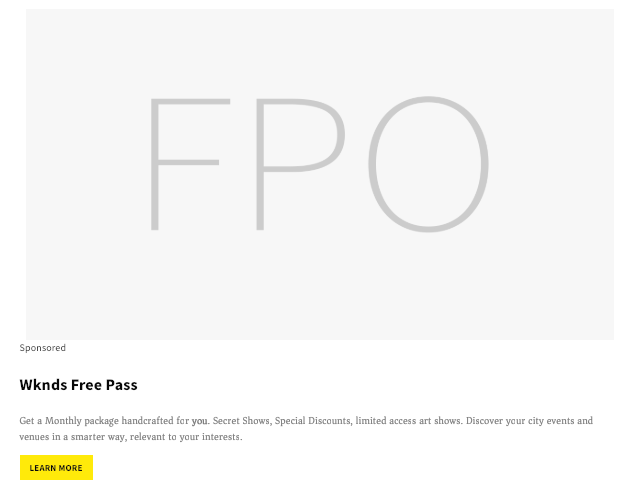 FPO
Sponsored
Wknds Free Pass
Get a Monthly package handcrafted for you. Secret Shows, Special Discounts, limited access art shows. Discover your city events and
venues in a smarter way, relevant to your interests.
LEARN MORE